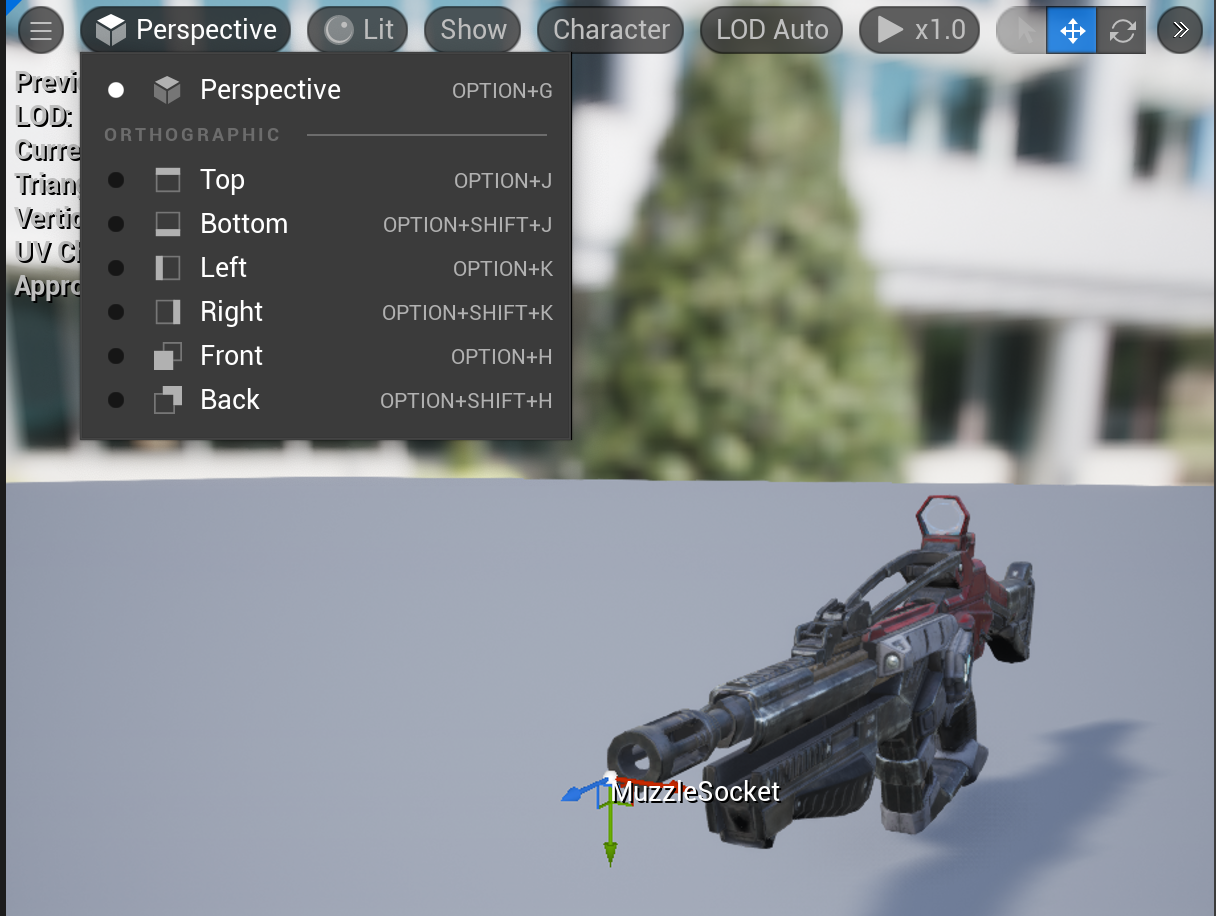 Perspective
Lit
Show
Character
LOD Auto
x1.0
Perspective OPTION+G
ORTHOGRAPHIC
Top OPTION+J
Bottom OPTION+SHIFT+J
Left OPTION+K
Right OPTION+SHIFT+K
Front OPTION+H
Back OPTION+SHIFT+H
LOD:
UV
MuzzleSocket